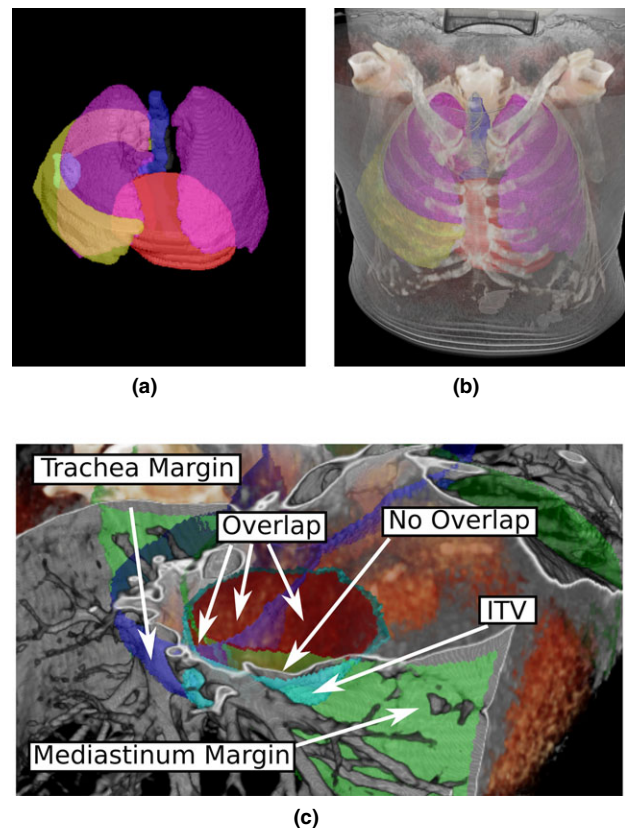 (a)
(b)
Trachea Margin
Overlap
No Overlap
ITV
Mediastinum Margin
(c)